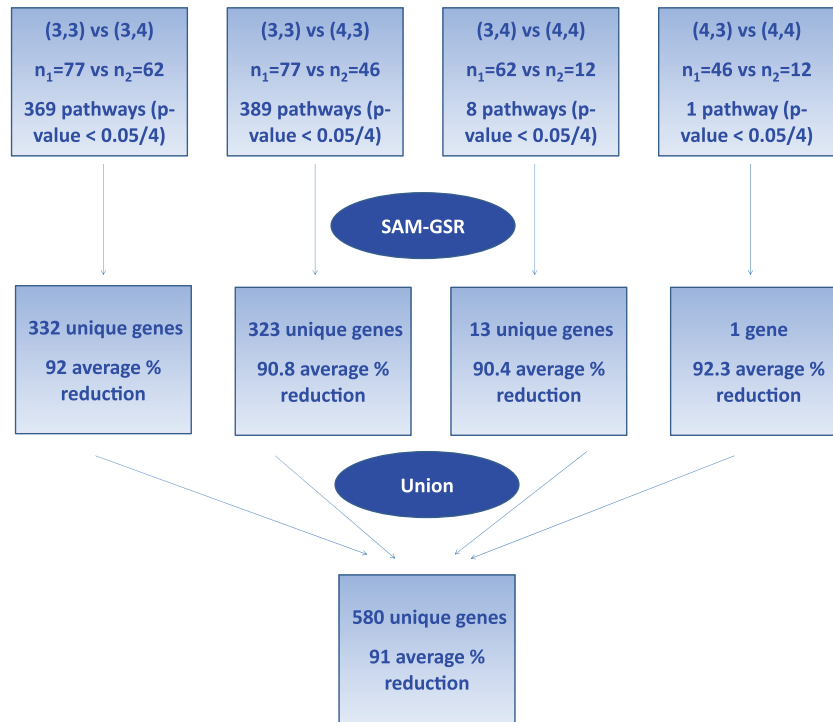 (3,3) vs (3,4)
n₁=77 vs n₂=62
369 pathways (p-
value < 0.05/4)
(3,3) vs (4,3)
n₁=77 vs n₂=46
389 pathways (p-
value < 0.05/4)
(3,4) vs (4,4)
n₁=62 vs n₂=12
8 pathways (p-
value < 0.05/4)
(4,3) vs (4,4)
n₁=46 vs n₂=12
1 pathway (p-
value < 0.05/4)
SAM-GSR
332 unique genes
92 average %
reduction
323 unique genes
90.8 average %
reduction
13 unique genes
90.4 average %
reduction
1 gene
92.3 average %
reduction
Union
580 unique genes
91 average %
reduction